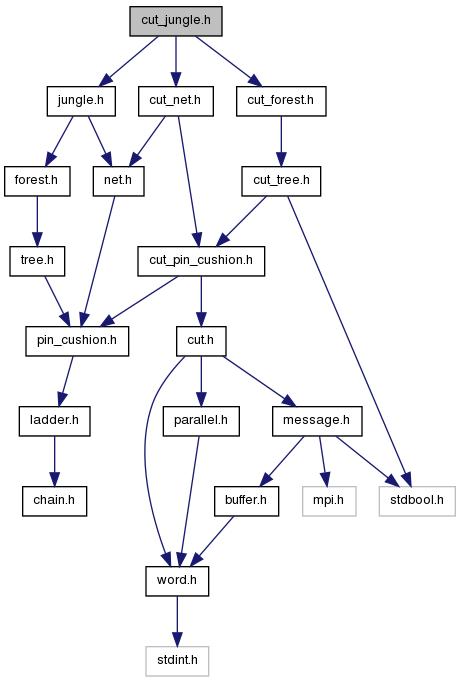 cut_jungle.h
jungle.h
cut_net.h
cut_forest.h
forest.h
net.h
cut_tree.h
tree.h
cut_pin_cushion.h
pin_cushion.h
cut.h
ladder.h
parallel.h
message.h
chain.h
buffer.h
mpi.h
stdbool.h
word.h
stdint.h